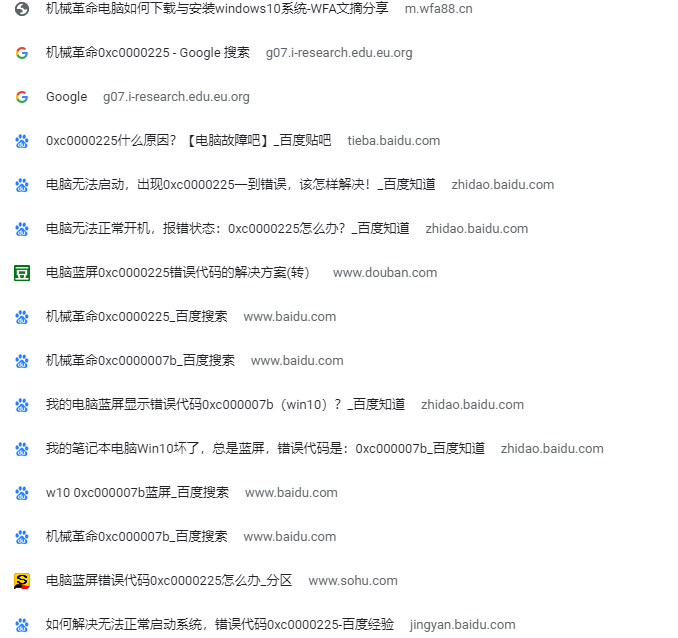 机械革命电脑如何下载与安装windows10系统-WFA文摘分享 m.wfa88.cn
机械革命0xc0000225 - Google 搜索 g07.i-research.edu.eu.org
Google g07.i-research.edu.eu.org
0xc0000225什么原因？【电脑故障吧】_百度贴吧 tieba.baidu.com
电脑无法启动，出现0xc0000225一到错误，该怎样解决！_百度知道 zhidao.baidu.com
电脑无法正常开机，报错状态：0xc0000225怎么办？_百度知道 zhidao.baidu.com
电脑蓝屏0xc0000225错误代码的解决方案(转) www.douban.com
机械革命0xc0000225_百度搜索 www.baidu.com
机械革命0xc0000007b_百度搜索 www.baidu.com
我的电脑蓝屏显示错误代码0xc000007b（win10）？_百度知道 zhidao.baidu.com
我的笔记本电脑Win10坏了，总是蓝屏，错误代码是：0xc000007b_百度知道 zhidao.baidu.com
w10 0xc000007b蓝屏_百度搜索 www.baidu.com
机械革命0xc000007b_百度搜索 www.baidu.com
电脑蓝屏错误代码0xc0000225怎么办_分区 www.sohu.com
如何解决无法正常启动系统，错误代码0xc0000225-百度经验 jingyan.baidu.com